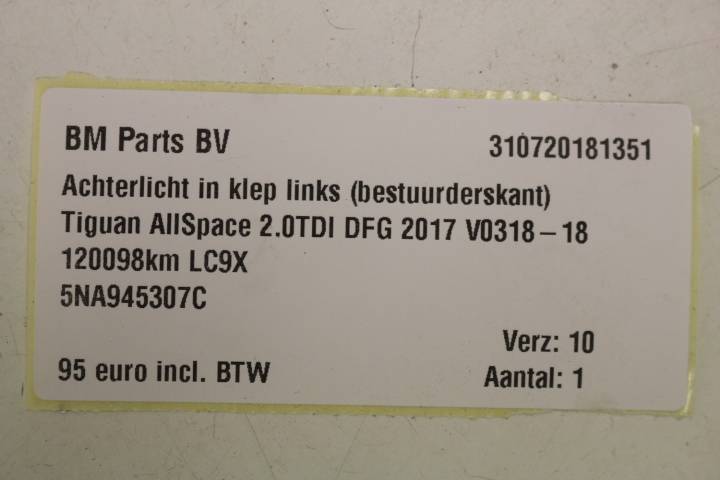 BM Parts BV 310720181351
Achterlicht in klep links (bestuurderskant)
Tiguan AllSpace 2.0TDI DFG 2017 V0318-18
120098km LC9X
5NA945307C
Verz: 10
95 euro incl. BTW Aantal: 1